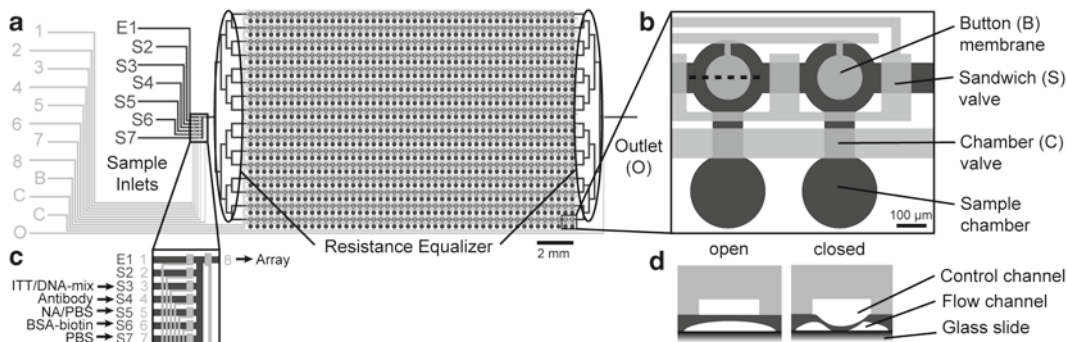 a
1
2
3
4
5
6
7
8
B
C
C
O
E1
S2
S3
S4
S5
S6
S7
Sample
Inlets
Resistance Equalizer
2 mm
Outlet
(O)
b
Button (B)
membrane
Sandwich (S)
valve
Chamber (C)
valve
Sample
chamber
100 µm
c
E1 1 8 Array
S2 2
ITT/DNA-mix S3 3
Antibody S4 4
NA/PBS S5 5
BSA-biotin S6 6
PBS S7 7
d
open closed
Control channel
Flow channel
Glass slide